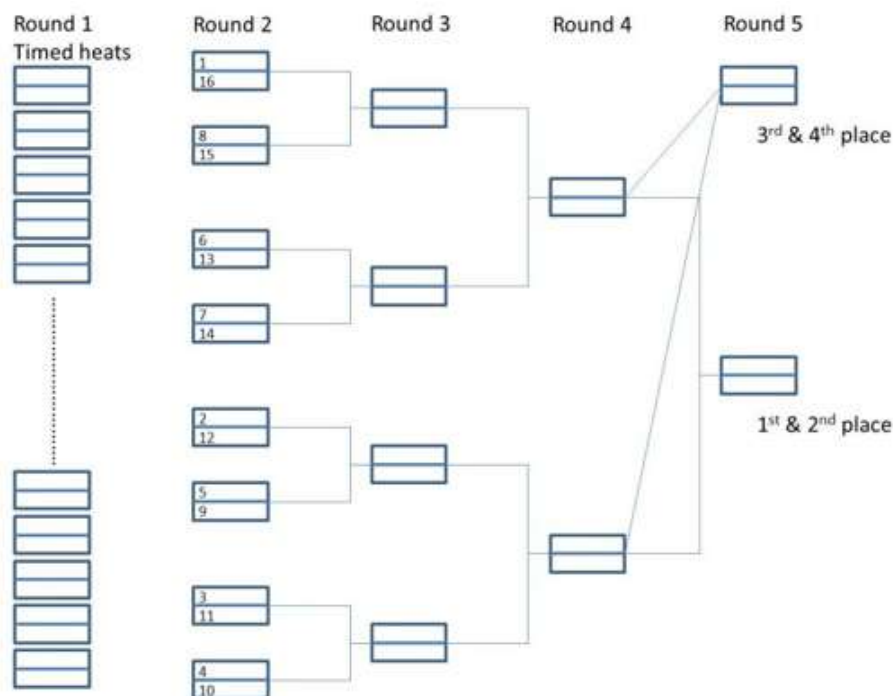 Round 1
Timed heats
Round 2
Round 3
Round 4
Round 5
1
16
8
15
6
13
7
14
2
12
5
9
3
11
4
10
3rd & 4th place
1st & 2nd place